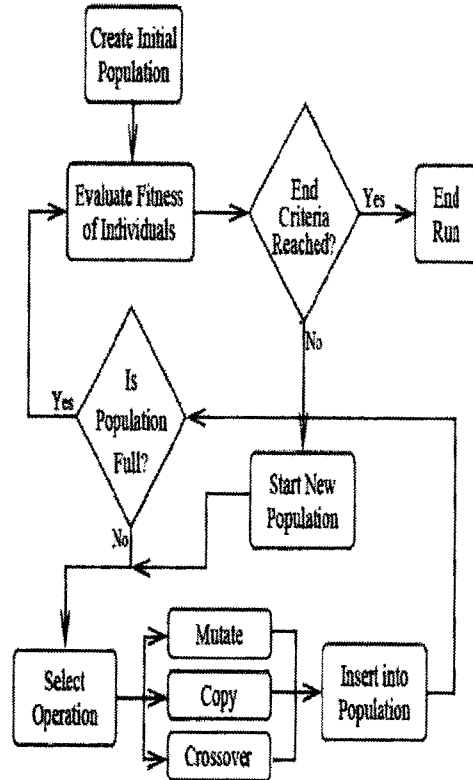 Create Initial
Population
Evaluate Fitness
of Individuals
End
Criteria
Reached?
Yes
End
Run
No
Is
Population
Full?
Yes
No
Start New
Population
Select
Operation
Mutate
Copy
Crossover
Insert into
Population